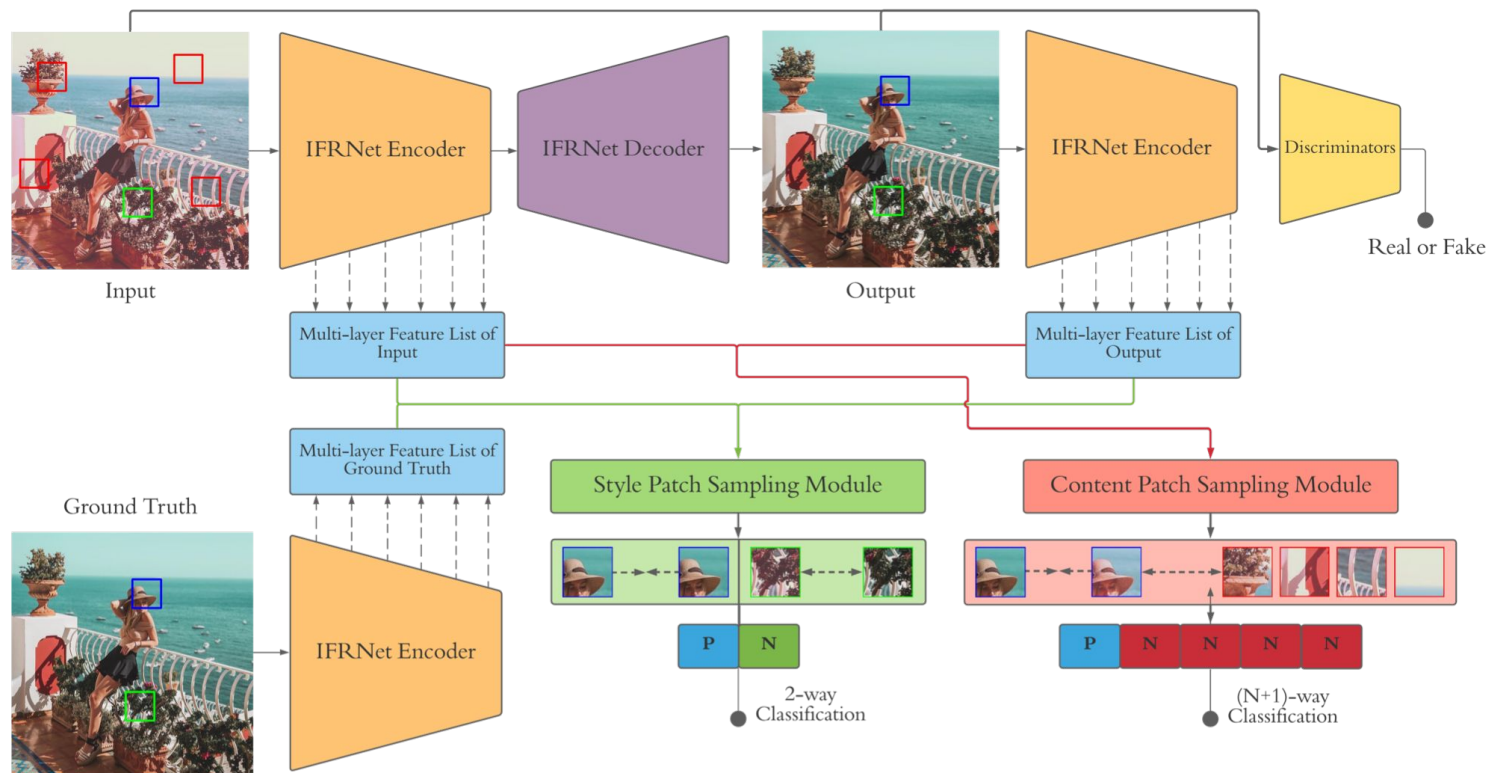 IFRNet Encoder
IFRNet Decoder
IFRNet Encoder
Discriminators
Real or Fake
Input
Output
Multi-layer Feature List of
Input
Multi-layer Feature List of
Output
Multi-layer Feature List of
Ground Truth
Style Patch Sampling Module
Content Patch Sampling Module
Ground Truth
IFRNet Encoder
P N
P N N N N
2-way
Classification
(N+1)-way
Classification